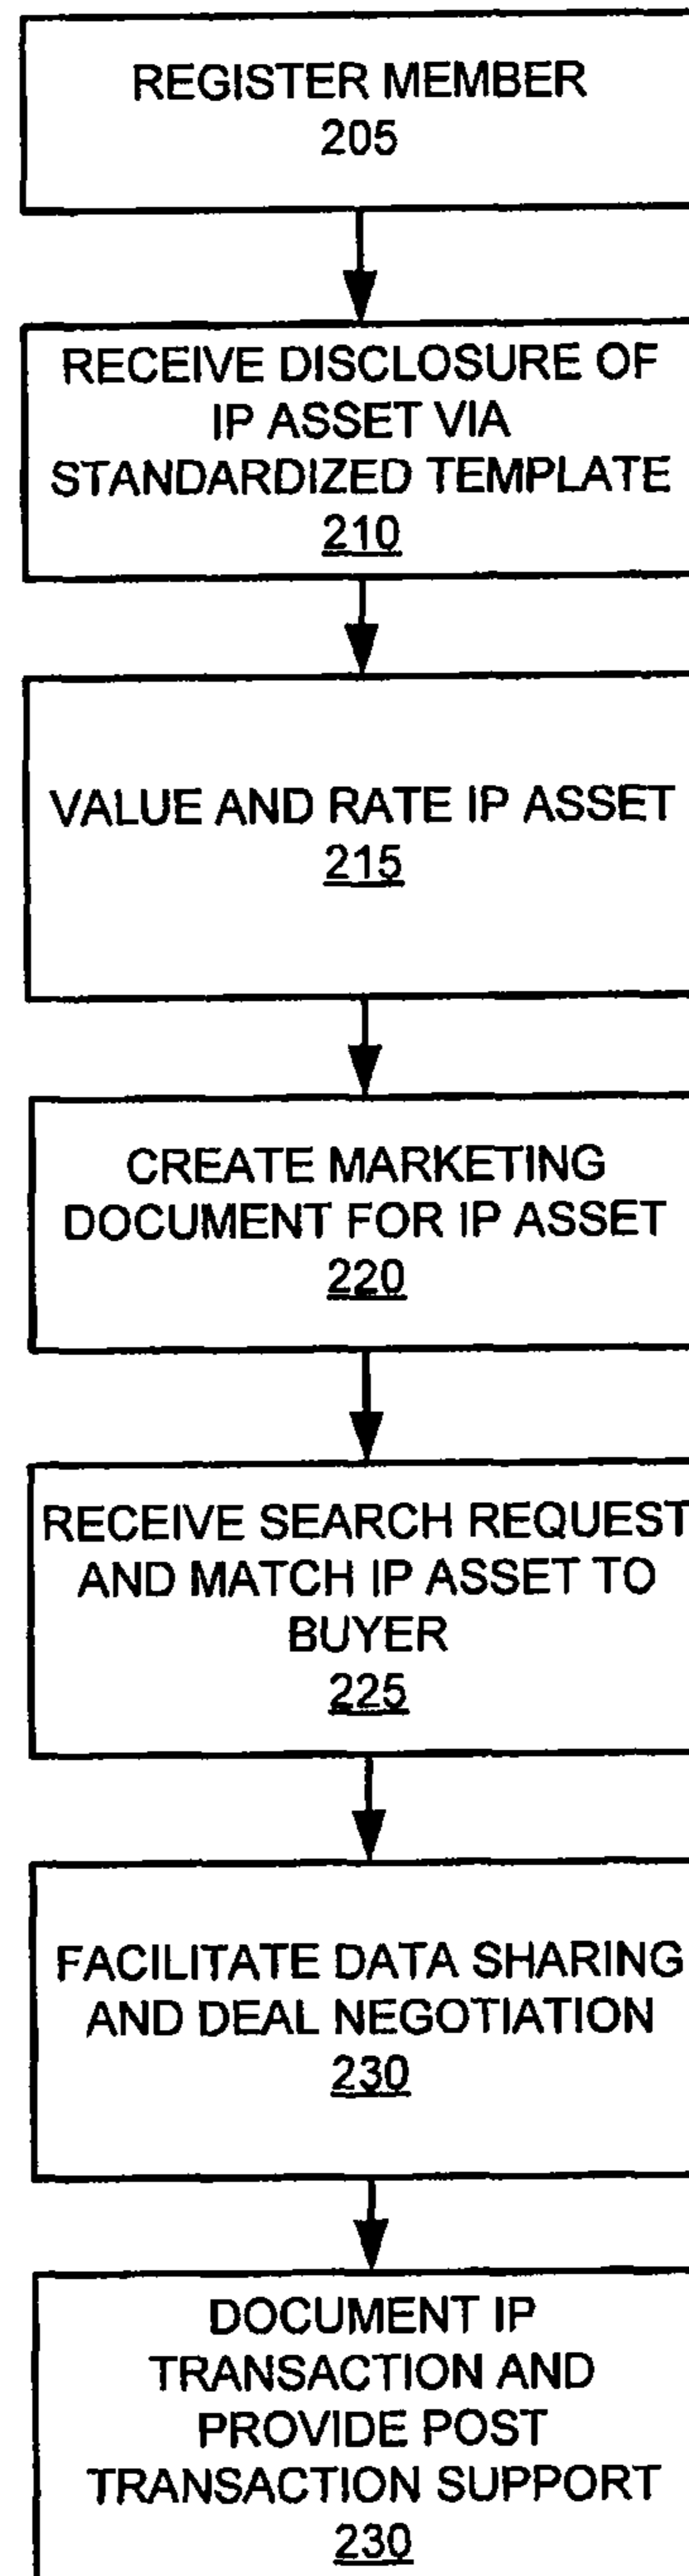 REGISTER MEMBER
205
RECEIVE DISCLOSURE OF
IP ASSET VIA
STANDARDIZED TEMPLATE
210
VALUE AND RATE IP ASSET
215
CREATE MARKETING
DOCUMENT FOR IP ASSET
220
RECEIVE SEARCH REQUEST
AND MATCH IP ASSET TO
BUYER
225
FACILITATE DATA SHARING
AND DEAL NEGOTIATION
230
DOCUMENT IP
TRANSACTION AND
PROVIDE POST
TRANSACTION SUPPORT
230